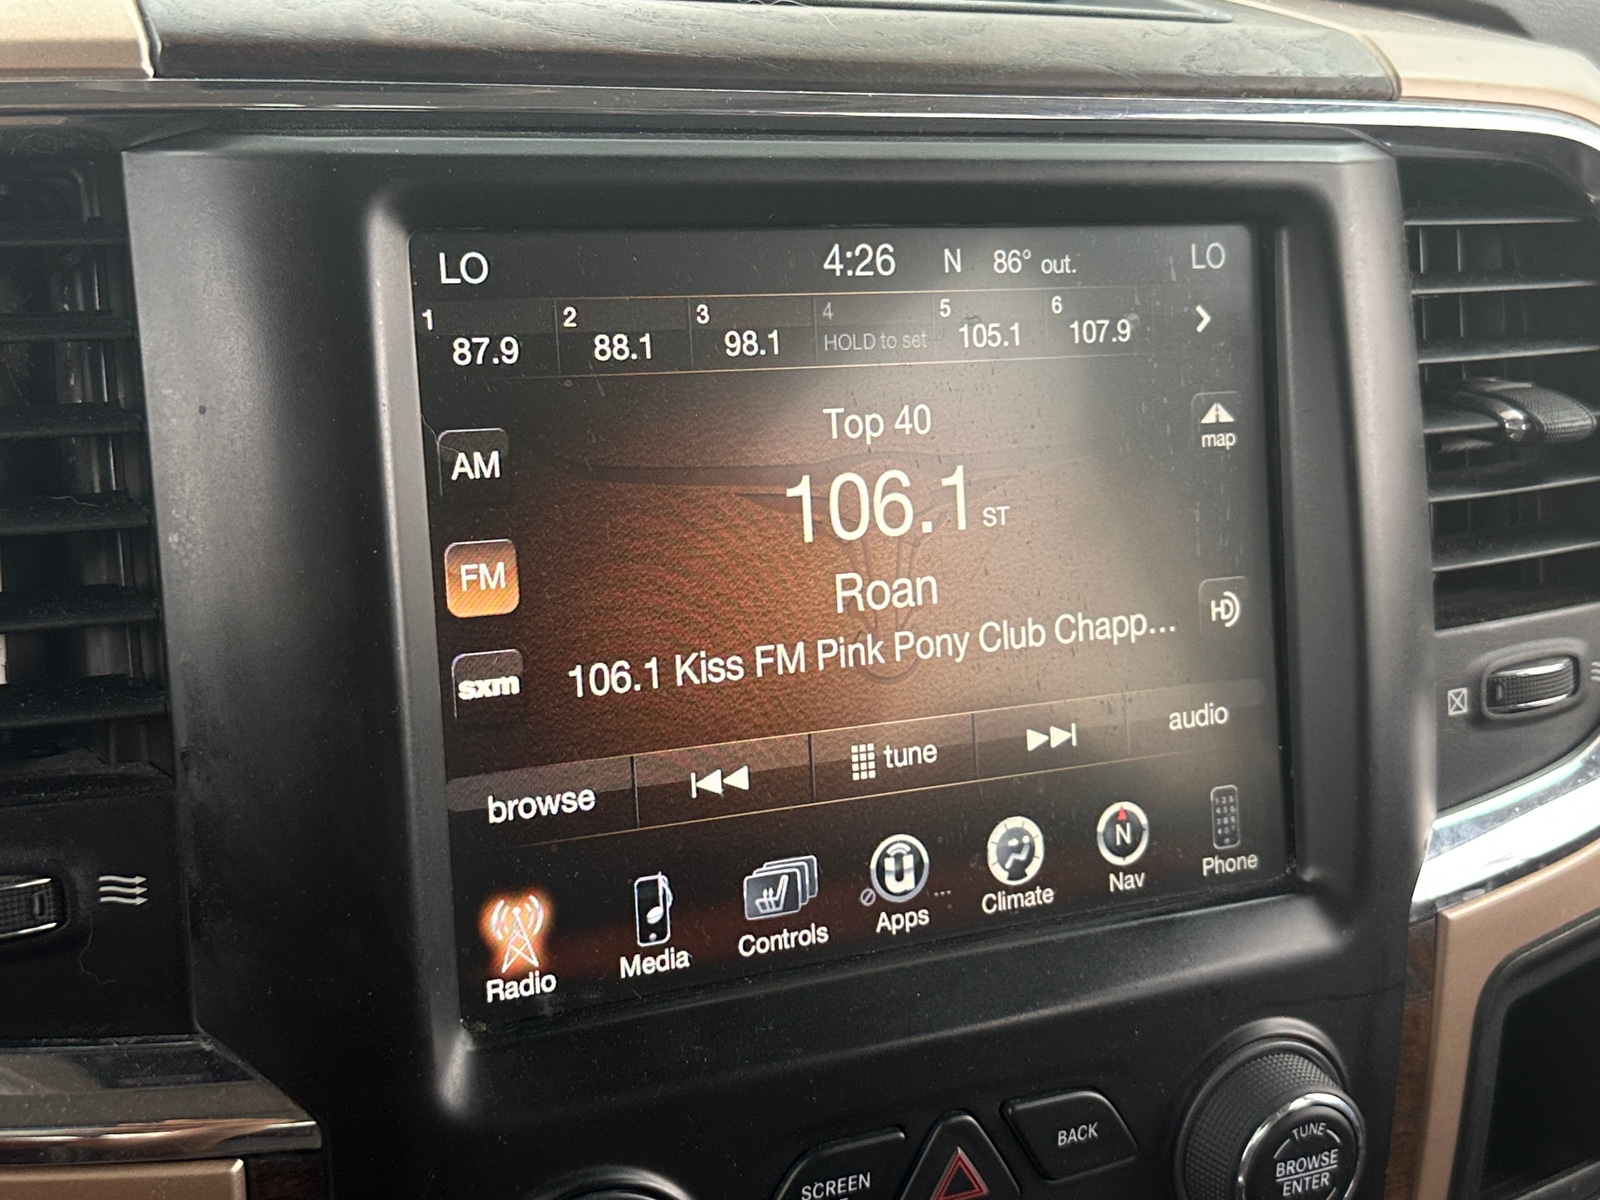 LO 4:26 N 86° out. LO
1 2 3 4 5 6
87.9 88.1 98.1 HOLD to set 105.1 107.9
Top 40
map
AM
106.1 ST
FM
Roan
HD
106.1 Kiss FM Pink Pony Club Chapp...
sxm
browse tune audio
Radio Media Controls Apps Climate Nav Phone
N
BACK
SCREEN
TUNE
BROWSE
ENTER